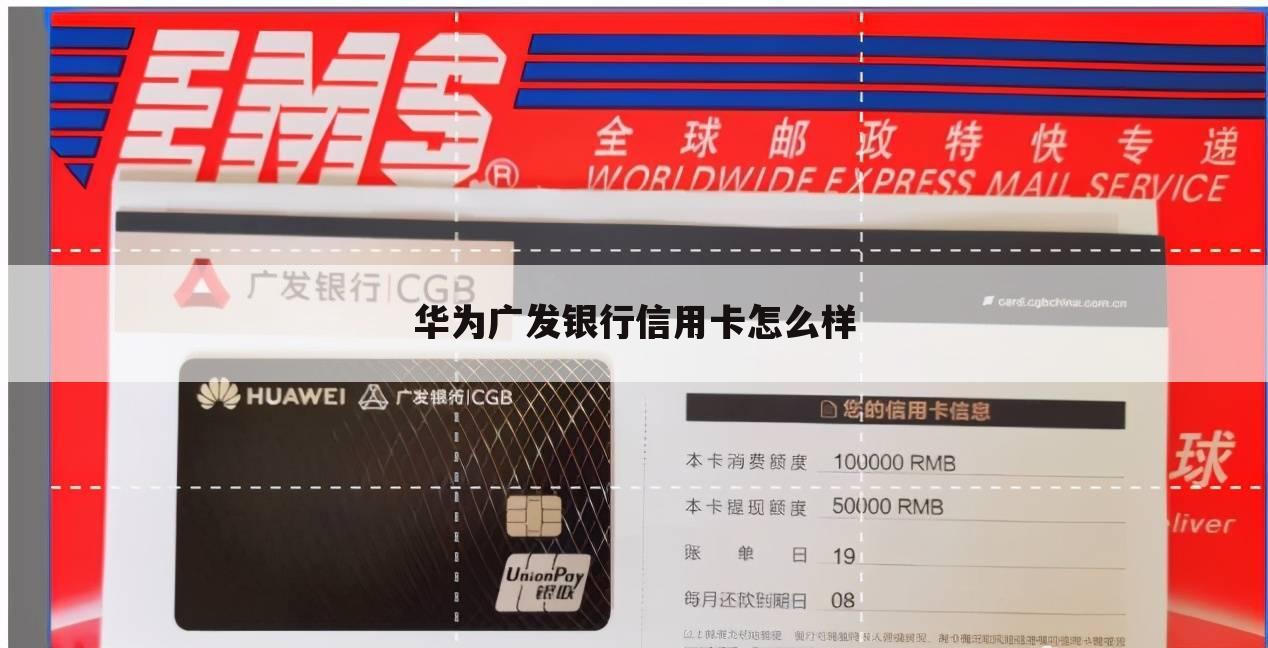 EMS®
全球邮政特快专递
WORLDWIDE EXPRESS MAIL SERVICE
广发银行|CGB
card.cgbchina.com.cn
华为广发银行信用卡怎么样
HUAWEI 广发银行|CGB
您的信用卡信息
本卡消费额度 100000 RMB
本卡提现额度 50000 RMB
账单日 19
每月还款到期日 08
UnionPay
银联
球
liver